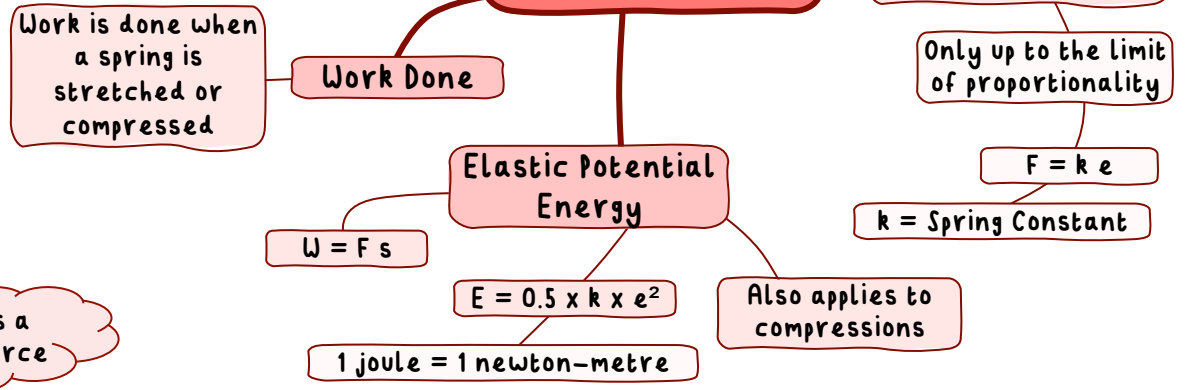 Work is done when
a spring is
stretched or
compressed
Work Done
Only up to the limit
of proportionality
F = k e
k = Spring Constant
Elastic Potential
Energy
W = F s
E = 0.5 x k x e²
1 joule = 1 newton-metre
Also applies to
compressions
a